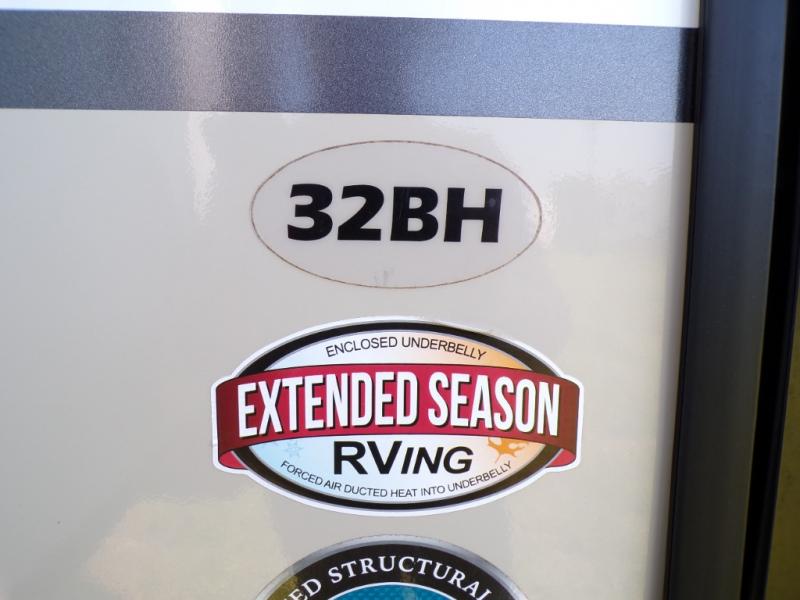 32BH
ENCLOSED UNDERBELLY
EXTENDED SEASON
RVING
FORCED AIR DUCTED HEAT INTO UNDERBELLY
STRUCTURAL